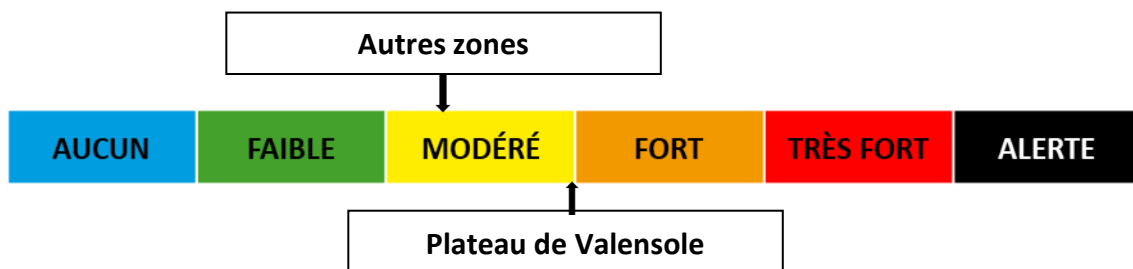 Autres zones
AUCUN FAIBLE MODÉRÉ FORT TRÈS FORT ALERTE
Plateau de Valensole